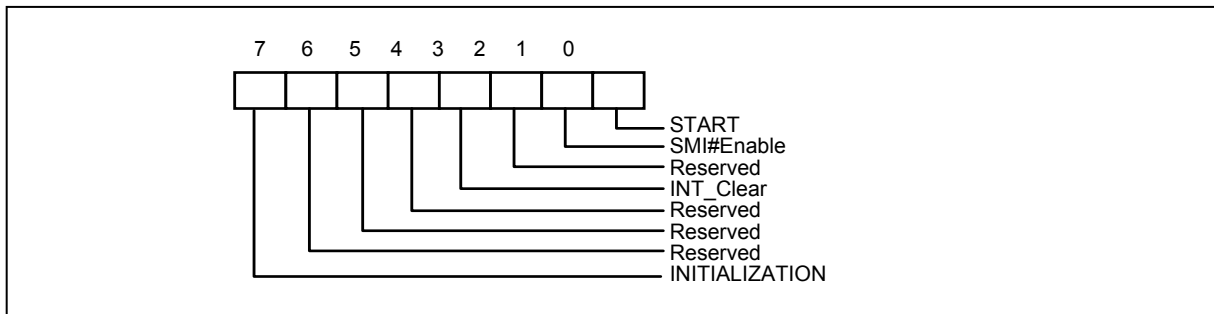 7 6 5 4 3 2 1 0
START
SMI#Enable
Reserved
INT_Clear
Reserved
Reserved
Reserved
INITIALIZATION